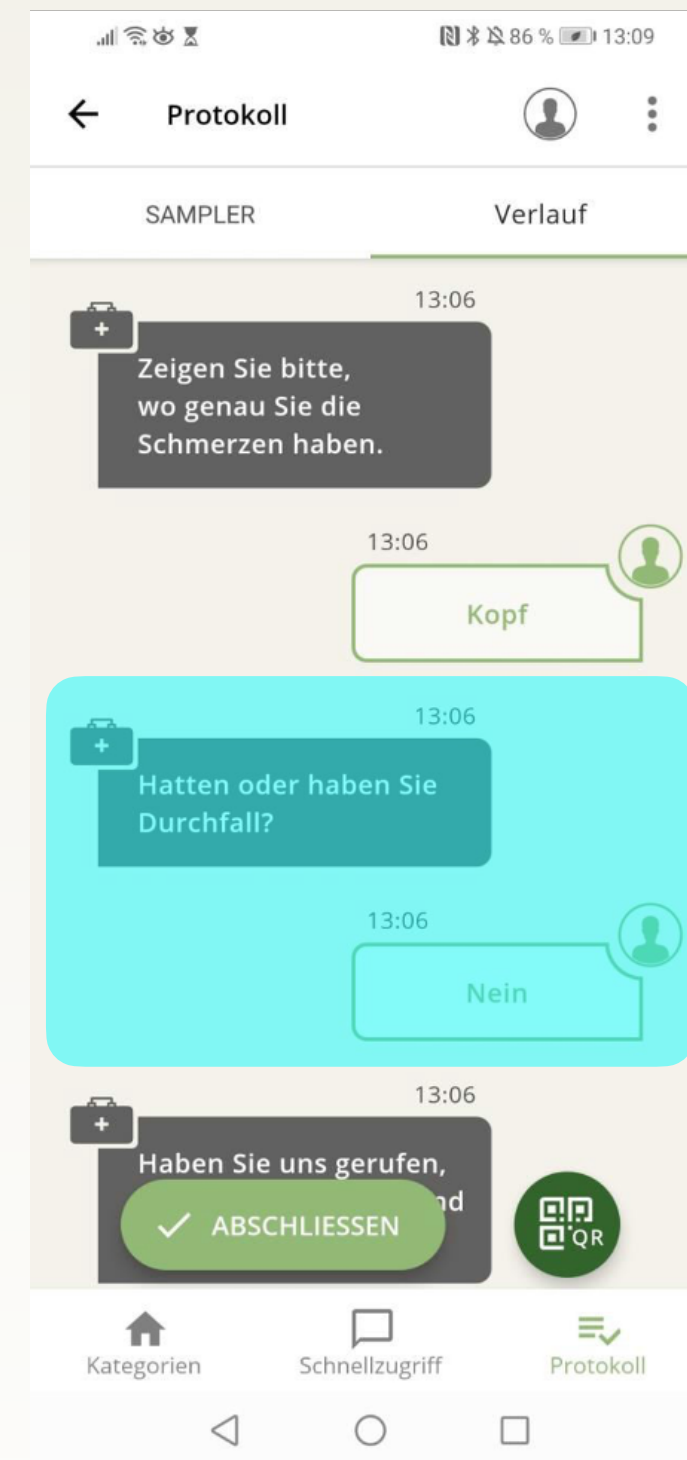 86 % 13:09
Protokoll
SAMPLER Verlauf
13:06
Zeigen Sie bitte,
wo genau Sie die
Schmerzen haben.
13:06
Kopf
13:06
Hatten oder haben Sie
Durchfall?
13:06
Nein
13:06
Haben Sie uns gerufen,
ABSCHLIESSEN
QR
Kategorien Schnellzugriff Protokoll